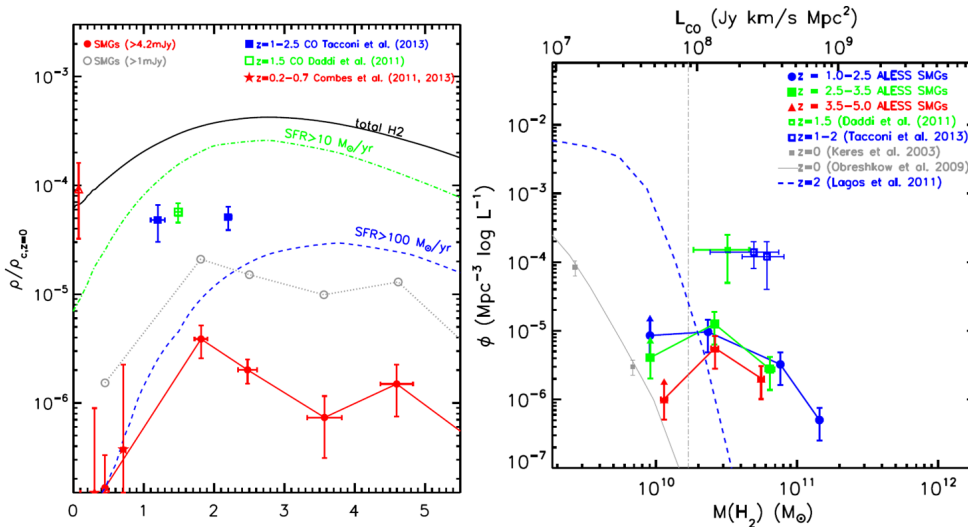 SMGs (>4.2mJy)
SMGs (>1mJy)
z=1−2.5 CO Tacconi et al. (2013)
z=1.5 CO Daddi et al. (2011)
z=0.2−0.7 Combes et al. (2011, 2013)
total H2
SFR>10 M☉/yr
SFR>100 M☉/yr
10⁻³
10⁻⁴
10⁻⁵
10⁻⁶
ρ/ρc,z=0
0 1 2 3 4 5
L_CO (Jy km/s Mpc²)
10⁷ 10⁸ 10⁹
z = 1.0−2.5 ALESS SMGs
z = 2.5−3.5 ALESS SMGs
z = 3.5−5.0 ALESS SMGs
z=1.5 (Daddi et al. 2011)
z=1−2 (Tacconi et al. 2013)
z=0 (Keres et al. 2003)
z=0 (Obreshkow et al. 2009)
z=2 (Lagos et al. 2011)
10⁻²
10⁻³
10⁻⁴
10⁻⁵
10⁻⁶
10⁻⁷
φ (Mpc⁻³ log L⁻¹)
10¹⁰ 10¹¹ 10¹²
M(H₂) (M☉)